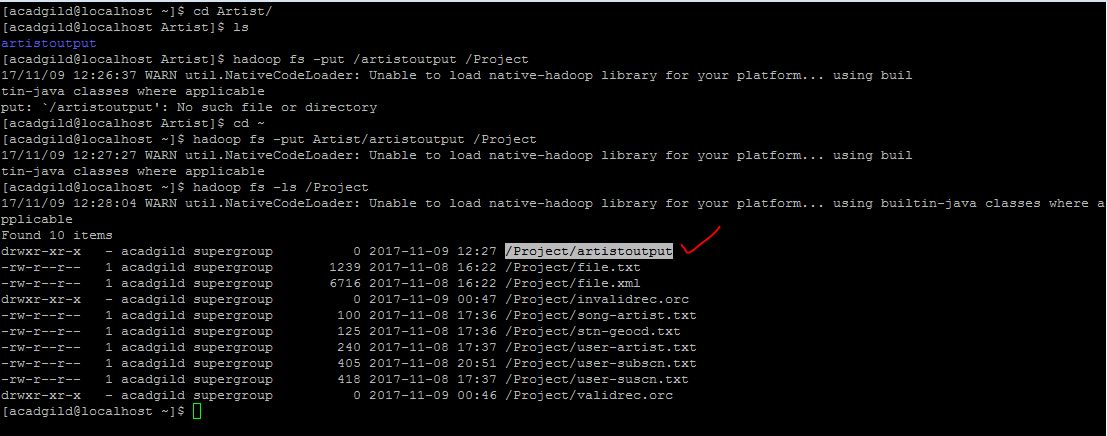 [acadgild@localhost ~]$ cd Artist/
[acadgild@localhost Artist]$ ls
artistoutput
[acadgild@localhost Artist]$ hadoop fs -put /artistoutput /Project
17/11/09 12:26:37 WARN util.NativeCodeLoader: Unable to load native-hadoop library for your platform... using buil
tin-java classes where applicable
put: `/artistoutput': No such file or directory
[acadgild@localhost Artist]$ cd ~
[acadgild@localhost ~]$ hadoop fs -put Artist/artistoutput /Project
17/11/09 12:27:27 WARN util.NativeCodeLoader: Unable to load native-hadoop library for your platform... using buil
tin-java classes where applicable
[acadgild@localhost ~]$ hadoop fs -ls /Project
17/11/09 12:28:04 WARN util.NativeCodeLoader: Unable to load native-hadoop library for your platform... using builtin-java classes where a
pplicable
Found 10 items
drwxr-xr-x   - acadgild supergroup          0 2017-11-09 12:27 /Project/artistoutput
-rw-r--r--   1 acadgild supergroup       1239 2017-11-08 16:22 /Project/file.txt
-rw-r--r--   1 acadgild supergroup       6716 2017-11-08 16:22 /Project/file.xml
drwxr-xr-x   - acadgild supergroup          0 2017-11-09 00:47 /Project/invalidrec.orc
-rw-r--r--   1 acadgild supergroup        100 2017-11-08 17:36 /Project/song-artist.txt
-rw-r--r--   1 acadgild supergroup        125 2017-11-08 17:36 /Project/stn-geocd.txt
-rw-r--r--   1 acadgild supergroup        240 2017-11-08 17:37 /Project/user-artist.txt
-rw-r--r--   1 acadgild supergroup        405 2017-11-08 20:51 /Project/user-subscn.txt
-rw-r--r--   1 acadgild supergroup        418 2017-11-08 17:37 /Project/user-suscn.txt
drwxr-xr-x   - acadgild supergroup          0 2017-11-09 00:46 /Project/validrec.orc
[acadgild@localhost ~]$